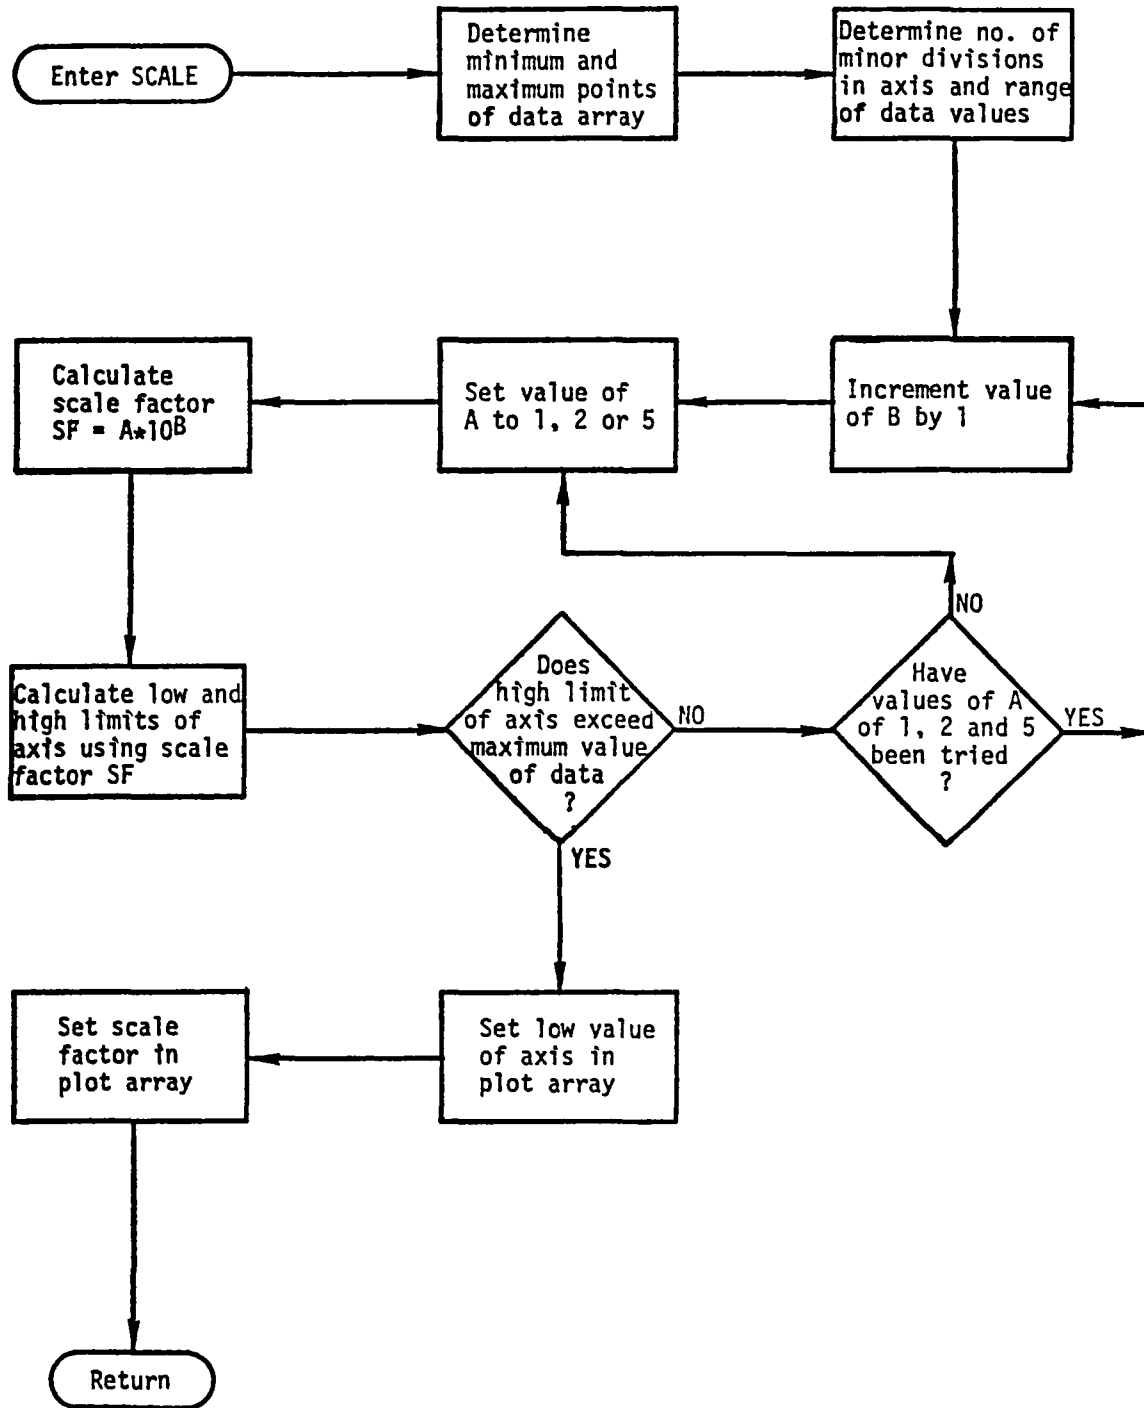 Enter SCALE
Determine
minimum and
maximum points
of data array
Determine no. of
minor divisions
in axis and range
of data values
Increment value
of B by 1
Set value of
A to 1, 2 or 5
Calculate
scale factor
SF = A*10B
Calculate low and
high limits of
axis using scale
factor SF
Does
high limit
of axis exceed
maximum value
of data
?
NO
YES
Have
values of A
of 1, 2 and 5
been tried
?
NO
YES
Set low value
of axis in
plot array
Set scale
factor in
plot array
Return